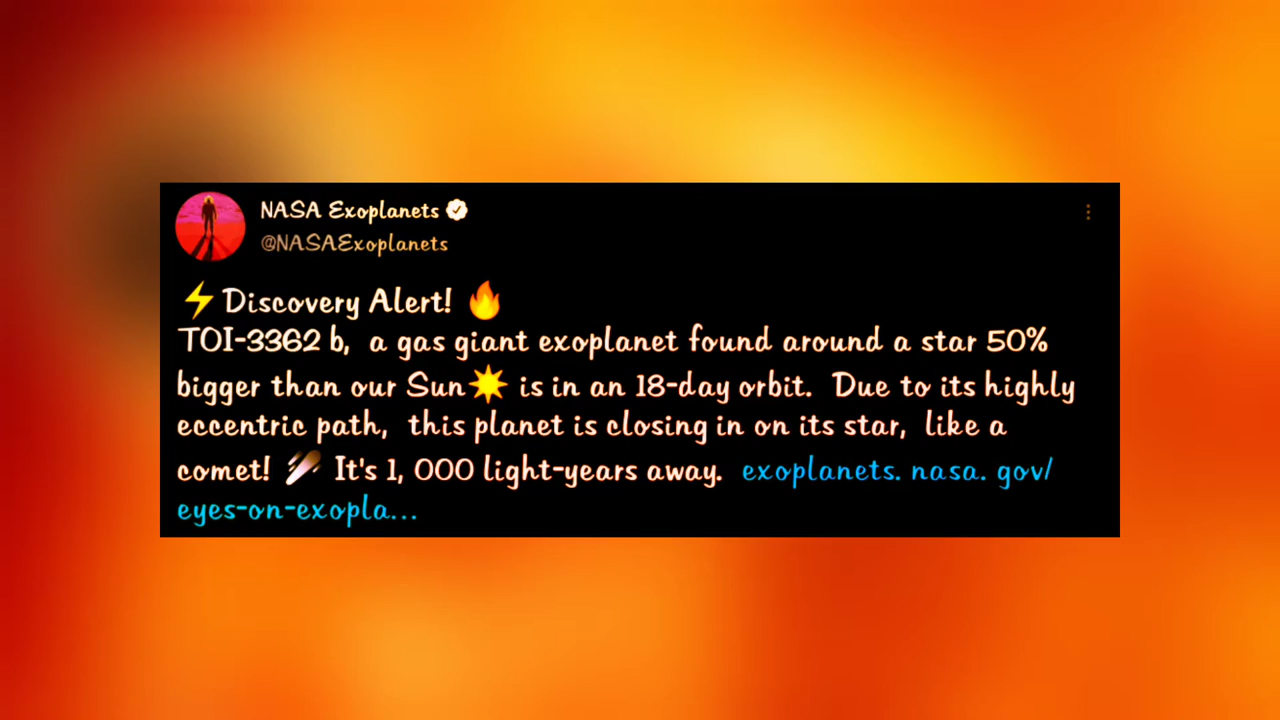 NASA Exoplanets
@NASAExoplanets
⚡Discovery Alert! 🔥
TOI-3362 b, a gas giant exoplanet found around a star 50%
bigger than our Sun☀ is in an 18-day orbit. Due to its highly
eccentric path, this planet is closing in on its star, like a
comet! ☄ It's 1, 000 light-years away. exoplanets. nasa. gov/
eyes-on-exopla...